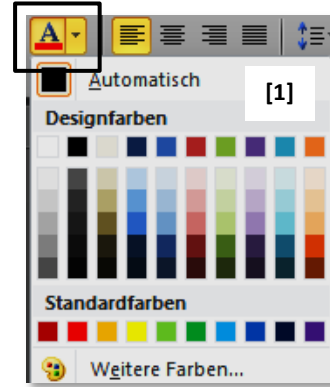 A
Automatisch
[1]
Designfarben
Standardfarben
Weitere Farben...